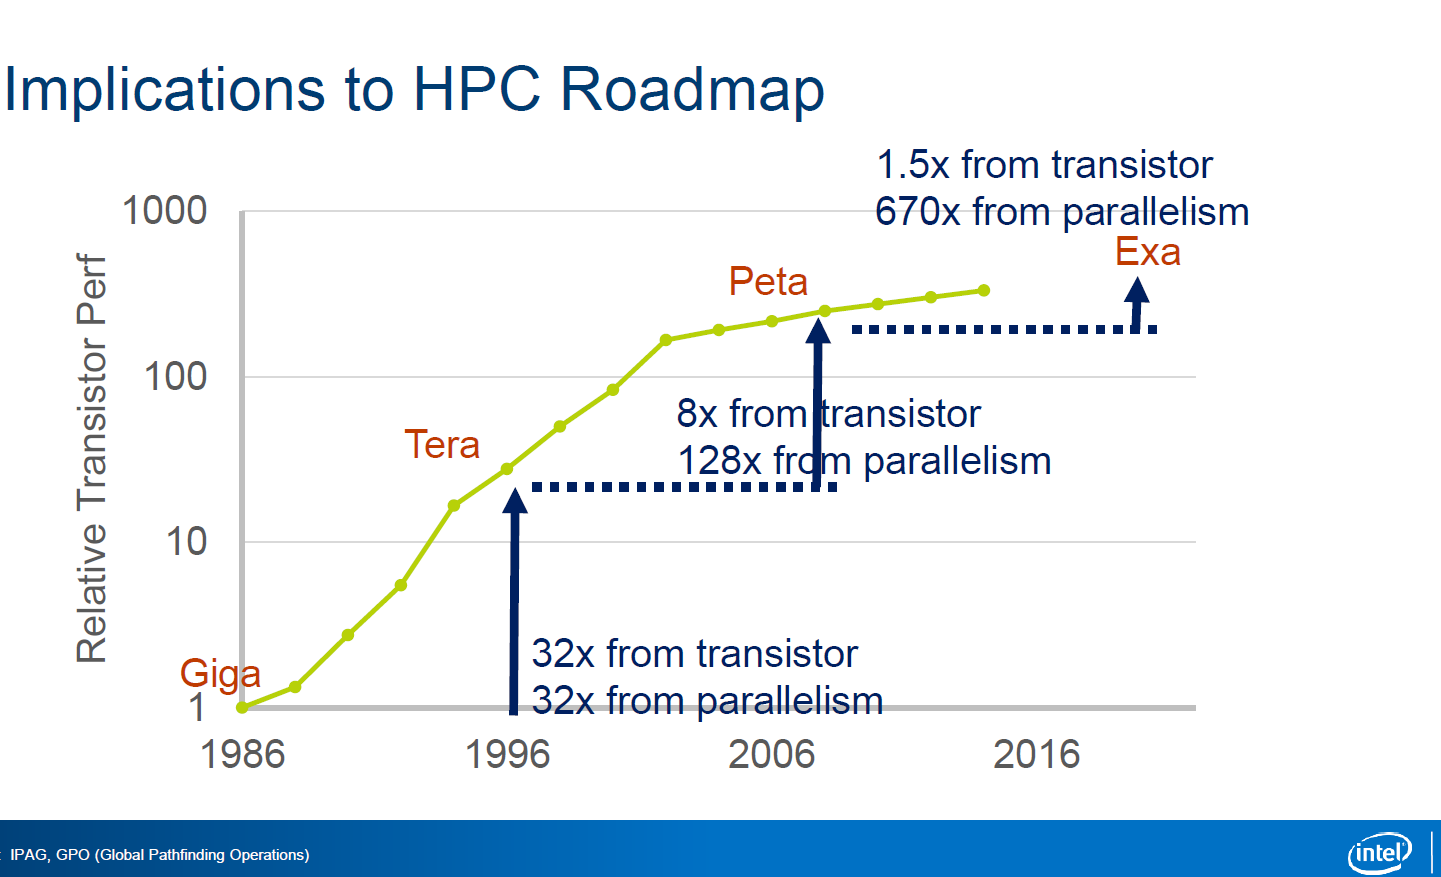 Implications to HPC Roadmap
1.5x from transistor
670x from parallelism
Exa
1000
Peta
Relative Transistor Perf
100
8x from transistor
128x from parallelism
Tera
10
32x from transistor
32x from parallelism
Giga
1
1986
1996
2006
2016
: IPAG, GPO (Global Pathfinding Operations)
intel